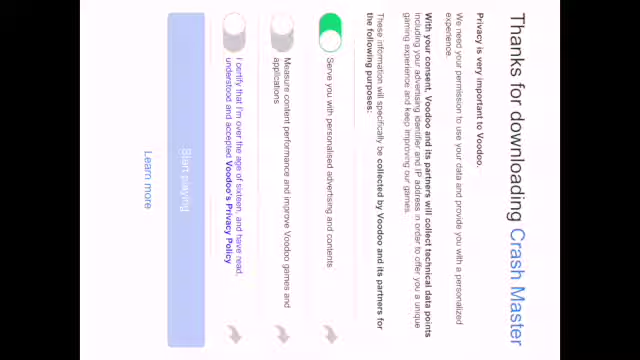 Thanks for downloading Crash Master
Privacy is very important to Voodoo.
We need your permission to use your data and provide you with a personalized
experience.
With your consent, Voodoo and its partners will collect technical data points
including your advertising identifier and IP address in order to offer you a unique
gaming experience and keep improving our games.
These information will specifically be collected by Voodoo and its partners for
the following purposes:
Serve you with personalised advertising and contents
Measure content performance and improve Voodoo games and
applications
I certify that I'm over the age of sixteen, and have read,
understood and accepted Voodoo's Privacy Policy
Start playing
Learn more